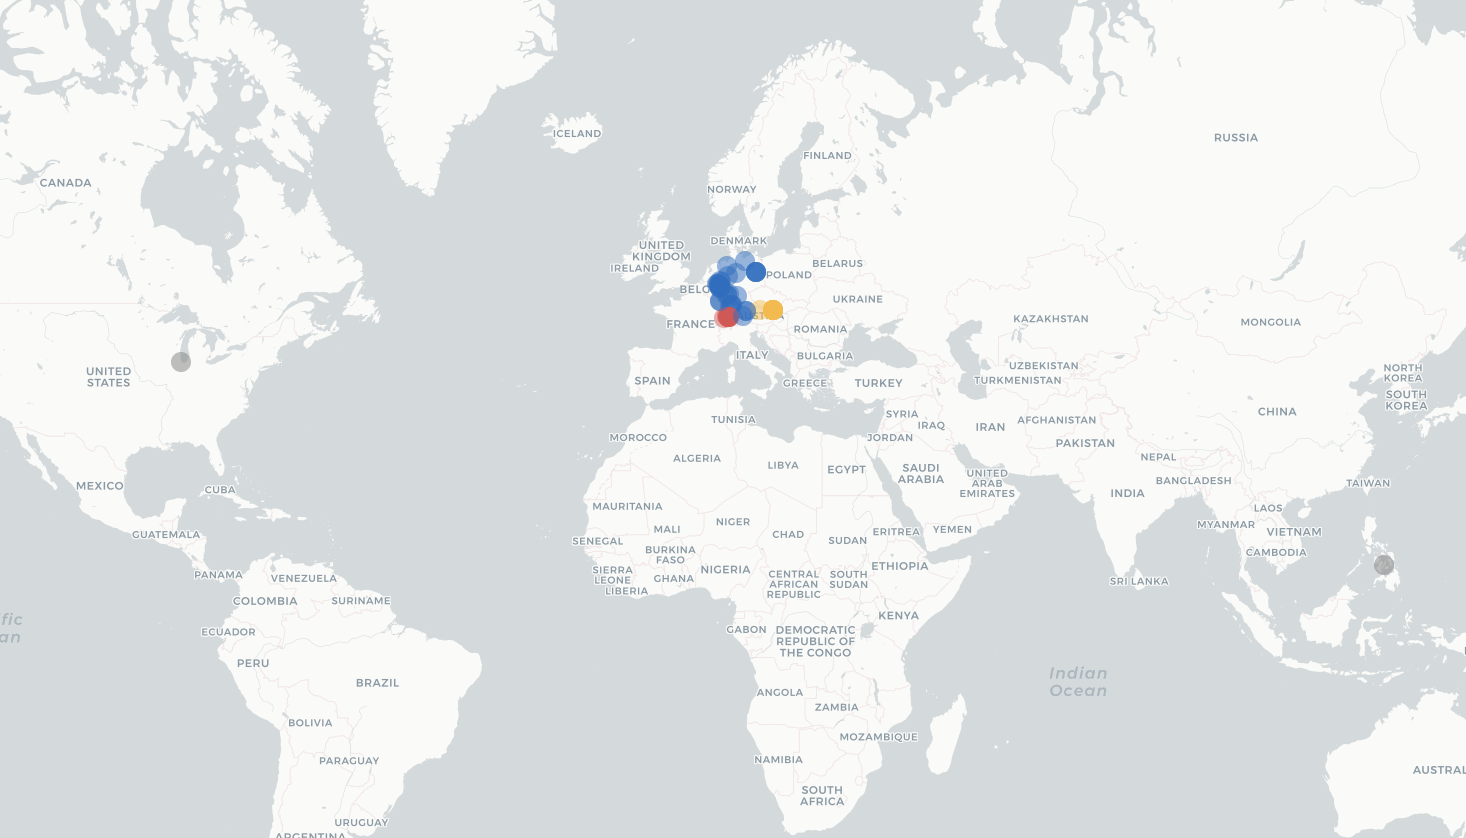 ICELAND
RUSSIA
FINLAND
CANADA
NORWAY
DENMARK
UNITED
KINGDOM
IRELAND
BELARUS
POLAND
BELG
UKRAINE
FRANCE
ROMANIA
KAZAKHSTAN
MONGOLIA
ITALY
BULGARIA
UZBEKISTAN
UNITED
STATES
SPAIN
GREECE
TURKEY
TURKMENISTAN
NORTH
KOREA
SOUTH
KOREA
TUNISIA
SYRIA
IRAQ
IRAN
AFGHANISTAN
CHINA
MOROCCO
JORDAN
PAKISTAN
ALGERIA
LIBYA
EGYPT
SAUDI
ARABIA
UNITED
ARAB
EMIRATES
NEPAL
BANGLADESH
MEXICO
CUBA
INDIA
TAIWAN
MAURITANIA
LAOS
GUATEMALA
MALI
NIGER
CHAD
SUDAN
ERITREA
YEMEN
MYANMAR
VIETNAM
SENEGAL
BURKINA
FASO
CAMBODIA
PANAMA
VENEZUELA
SIERRA
LEONE
LIBERIA
GHANA
NIGERIA
CENTRAL
AFRICAN
REPUBLIC
SOUTH
SUDAN
ETHIOPIA
SRI LANKA
COLOMBIA
SURINAME
KENYA
fic
an
ECUADOR
GABON
DEMOCRATIC
REPUBLIC OF
THE CONGO
PERU
BRAZIL
Indian
Ocean
ANGOLA
ZAMBIA
BOLIVIA
MOZAMBIQUE
PARAGUAY
NAMIBIA
AUSTRAL
SOUTH
AFRICA
URUGUAY
ARGENTINA